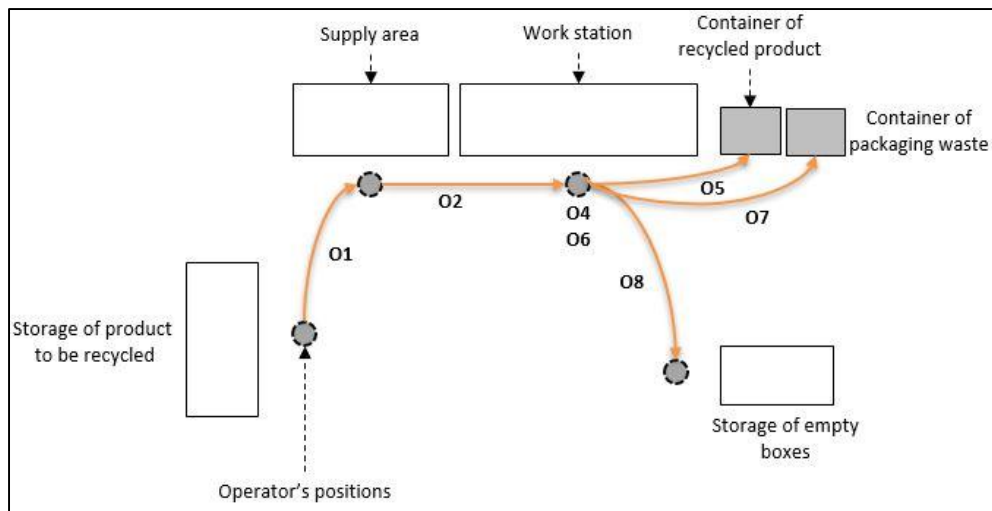 Supply area
Work station
Container of
recycled product
Container of
packaging waste
O2
O5
O4
O7
O6
O1
O8
Storage of product
to be recycled
Storage of empty
boxes
Operator's positions